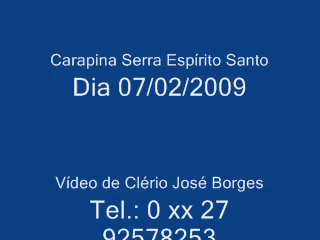 Carapina Serra Espírito Santo
Dia 07/02/2009
Vídeo de Clério José Borges
Tel.: 0 xx 27
92578253